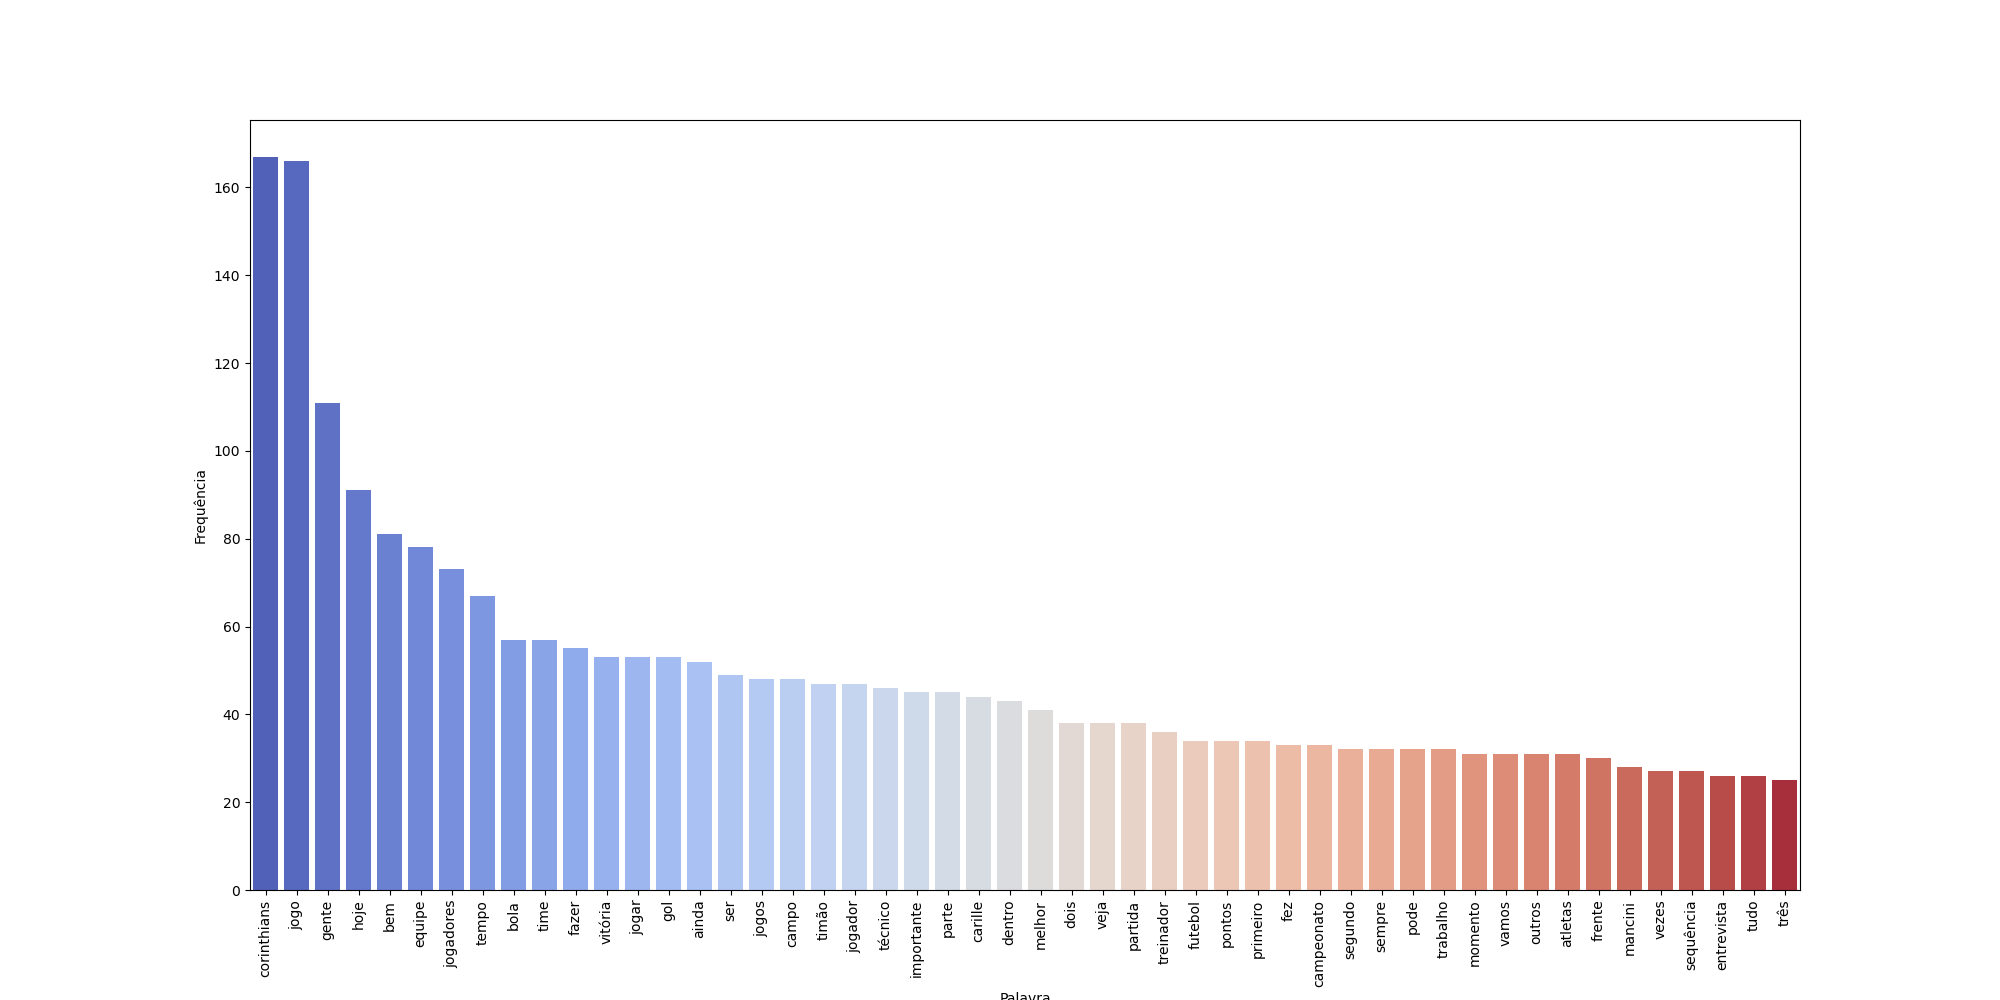 160
140
120
100
80
60
40
20
0
Frequência
corinthians
jogo
gente
hoje
bem
equipe
jogadores
tempo
bola
time
fazer
vitória
jogar
gol
ainda
ser
jogos
campo
timão
jogador
técnico
importante
parte
carille
dentro
melhor
dois
veja
partida
treinador
futebol
pontos
primeiro
fez
campeonato
segundo
sempre
pode
trabalho
momento
vamos
outros
atletas
frente
mancini
vezes
sequência
entrevista
tudo
três
Palavra